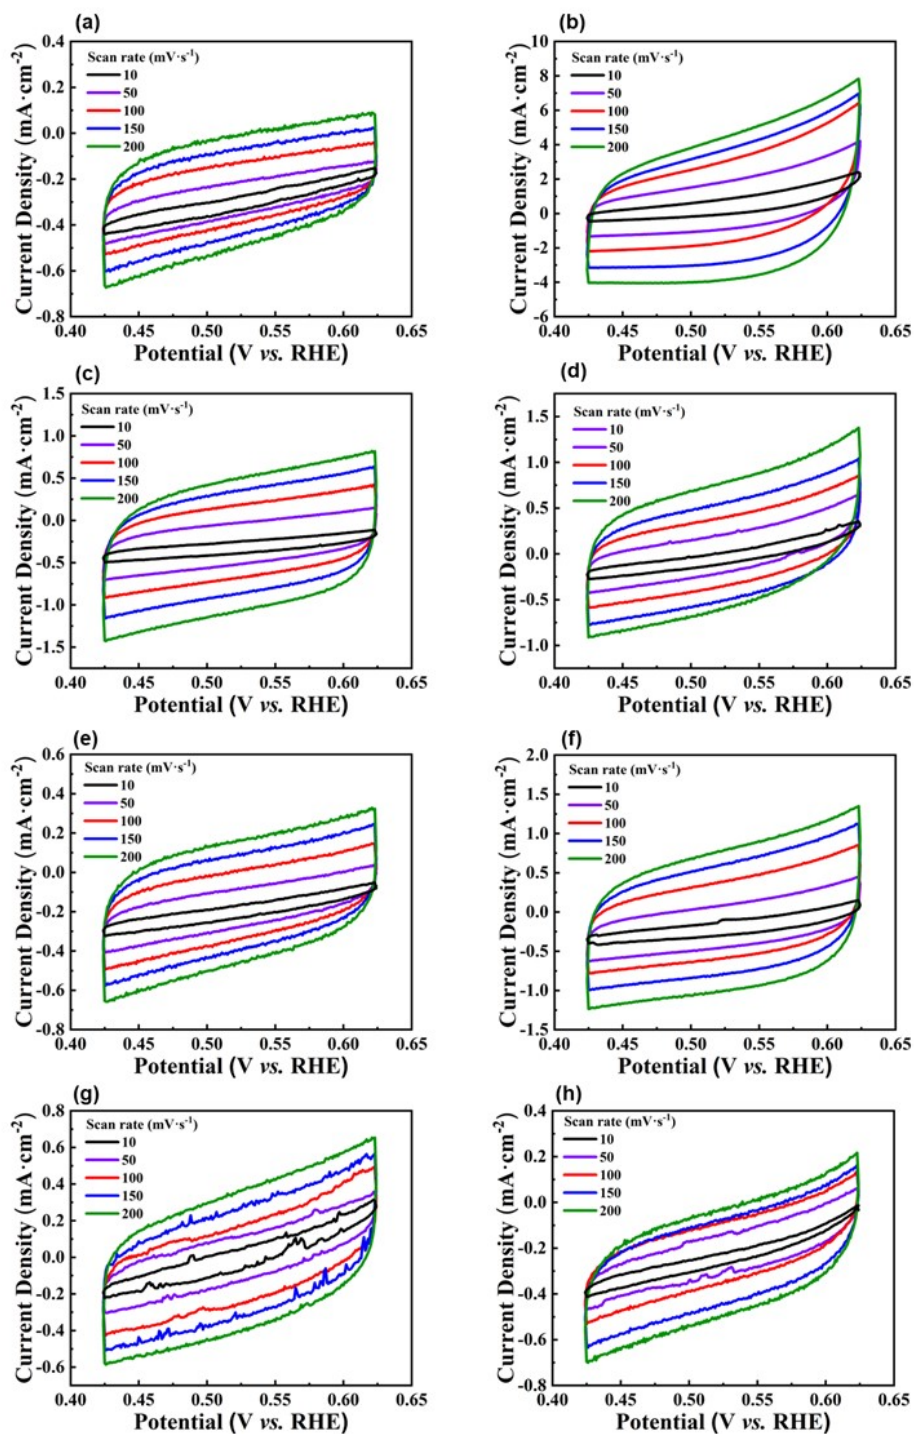 (a)
Current Density (mA·cm-2)
0.4
0.2
0.0
-0.2
-0.4
-0.6
-0.8
Scan rate (mV·s-1)
10
50
100
150
200
0.40 0.45 0.50 0.55 0.60 0.65
Potential (V vs. RHE)
(b)
Current Density (mA·cm-2)
10
8
6
4
2
0
-2
-4
-6
Scan rate (mV·s-1)
10
50
100
150
200
0.40 0.45 0.50 0.55 0.60 0.65
Potential (V vs. RHE)
(c)
Current Density (mA·cm-2)
1.5
1.0
0.5
0.0
-0.5
-1.0
-1.5
Scan rate (mV·s-1)
10
50
100
150
200
0.40 0.45 0.50 0.55 0.60 0.65
Potential (V vs. RHE)
(d)
Current Density (mA·cm-2)
1.5
1.0
0.5
0.0
-0.5
-1.0
Scan rate (mV·s-1)
10
50
100
150
200
0.40 0.45 0.50 0.55 0.60 0.65
Potential (V vs. RHE)
(e)
Current Density (mA·cm-2)
0.6
0.4
0.2
0.0
-0.2
-0.4
-0.6
-0.8
Scan rate (mV·s-1)
10
50
100
150
200
0.40 0.45 0.50 0.55 0.60 0.65
Potential (V vs. RHE)
(f)
Current Density (mA·cm-2)
2.0
1.5
1.0
0.5
0.0
-0.5
-1.0
-1.5
Scan rate (mV·s-1)
10
50
100
150
200
0.40 0.45 0.50 0.55 0.60 0.65
Potential (V vs. RHE)
(g)
Current Density (mA·cm-2)
0.8
0.6
0.4
0.2
0.0
-0.2
-0.4
-0.6
Scan rate (mV·s-1)
10
50
100
150
200
0.40 0.45 0.50 0.55 0.60 0.65
Potential (V vs. RHE)
(h)
Current Density (mA·cm-2)
0.4
0.2
0.0
-0.2
-0.4
-0.6
-0.8
Scan rate (mV·s-1)
10
50
100
150
200
0.40 0.45 0.50 0.55 0.60 0.65
Potential (V vs. RHE)